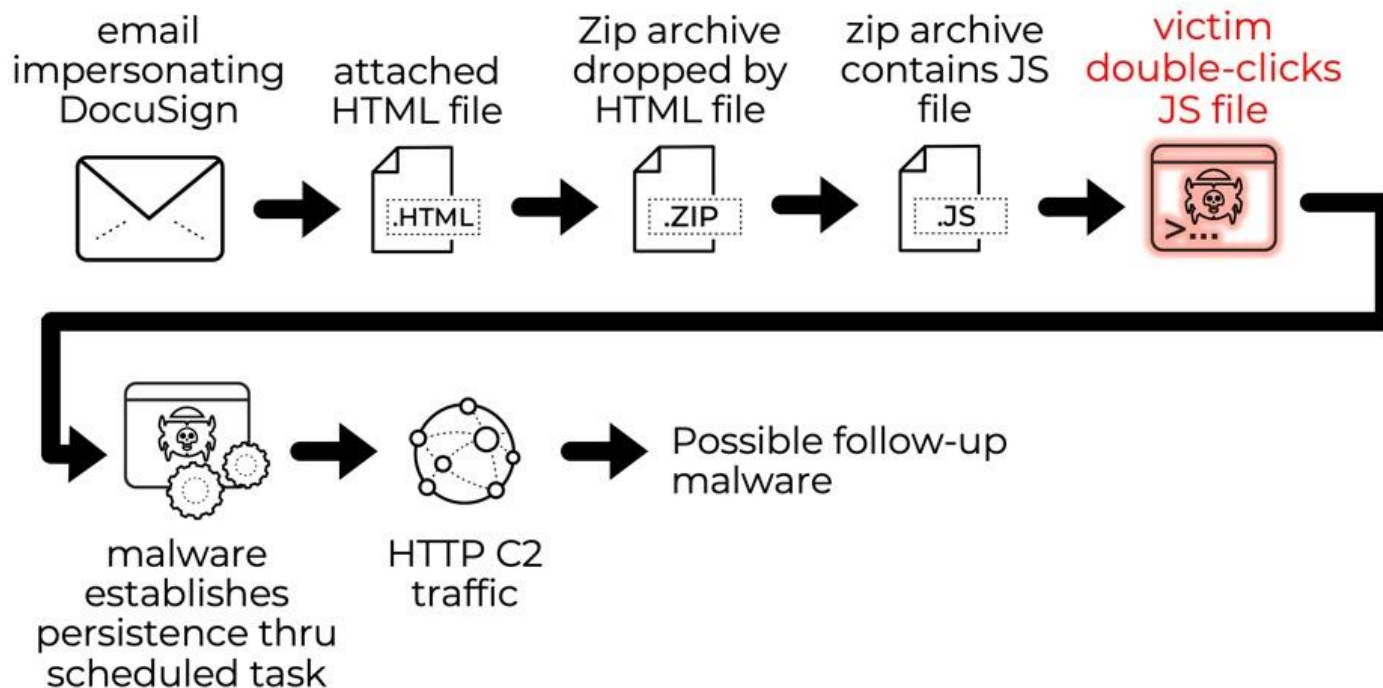 email
impersonating
DocuSign
attached
HTML file
Zip archive
dropped by
HTML file
zip archive
contains JS
file
victim
double-clicks
JS file
.HTML
.ZIP
.JS
>...
malware
establishes
persistence thru
scheduled task
HTTP C2
traffic
Possible follow-up
malware